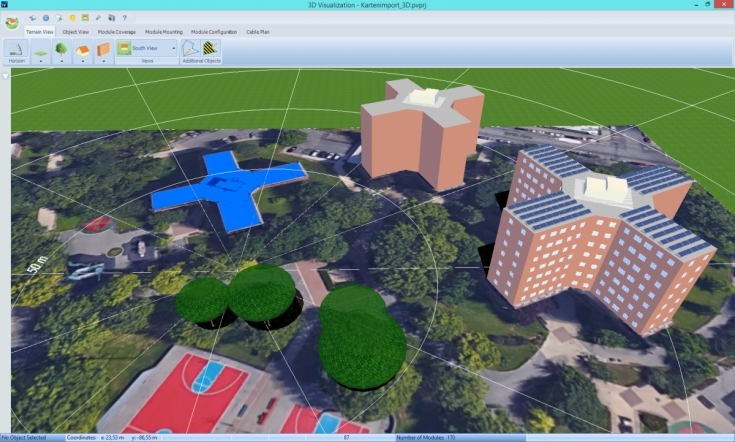 3D Visualization - Kartenimport_3D.pvprj
Terrain View Object View Module Coverage Module Mounting Module Configuration Cable Plan
South View
Horizon Views Additional Objects
50 m
No Object Selected Coordinates x: 23,53 m y: -88,55 m 87 Number of Modules 170